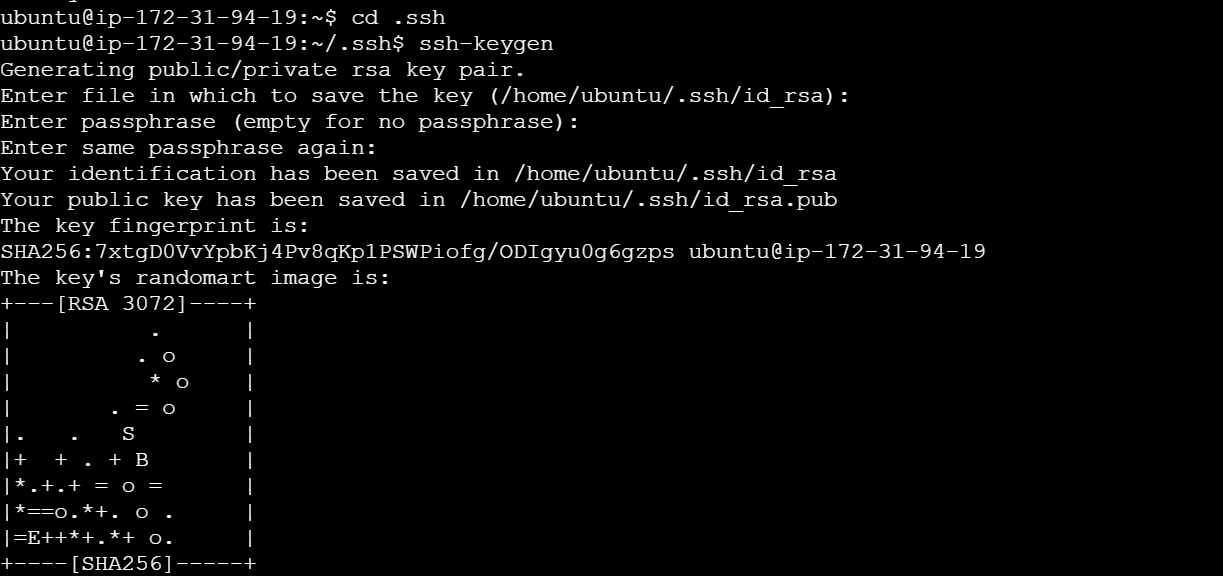 ubuntu@ip-172-31-94-19:~$ cd .ssh
ubuntu@ip-172-31-94-19:~/.ssh$ ssh-keygen
Generating public/private rsa key pair.
Enter file in which to save the key (/home/ubuntu/.ssh/id_rsa):
Enter passphrase (empty for no passphrase):
Enter same passphrase again:
Your identification has been saved in /home/ubuntu/.ssh/id_rsa
Your public key has been saved in /home/ubuntu/.ssh/id_rsa.pub
The key fingerprint is:
SHA256:7xtgD0VvYpbKj4Pv8qKp1PSWPiofg/ODIgyu0g6gzps ubuntu@ip-172-31-94-19
The key's randomart image is:
+---[RSA 3072]----+
|          .      |
|         . o     |
|          * o    |
|       . = o     |
|.   .   S        |
|+  + . + B       |
|*.+.+ = o =      |
|*==o.*+. o .     |
|=E++*+.*+ o.     |
+----[SHA256]-----+